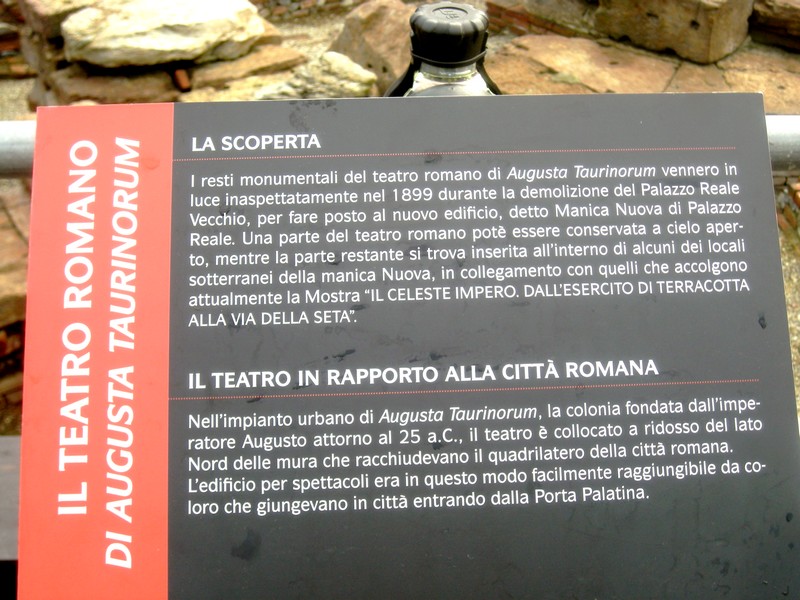 IL TEATRO ROMANO
DI AUGUSTA TAURINORUM
LA SCOPERTA
I resti monumentali del teatro romano di Augusta Taurinorum vennero in
luce inaspettatamente nel 1899 durante la demolizione del Palazzo Reale
Vecchio, per fare posto al nuovo edificio, detto Manica Nuova di Palazzo
Reale. Una parte del teatro romano potè essere conservata a cielo aper-
to, mentre la parte restante si trova inserita all'interno di alcuni dei locali
sotterranei della manica Nuova, in collegamento con quelli che accolgono
attualmente la Mostra "IL CELESTE IMPERO. DALL'ESERCITO DI TERRACOTTA
ALLA VIA DELLA SETA".
IL TEATRO IN RAPPORTO ALLA CITTÀ ROMANA
Nell'impianto urbano di Augusta Taurinorum, la colonia fondata dall'impe-
ratore Augusto attorno al 25 a.C., il teatro è collocato a ridosso del lato
Nord delle mura che racchiudevano il quadrilatero della città romana.
L'edificio per spettacoli era in questo modo facilmente raggiungibile da co-
loro che giungevano in città entrando dalla Porta Palatina.